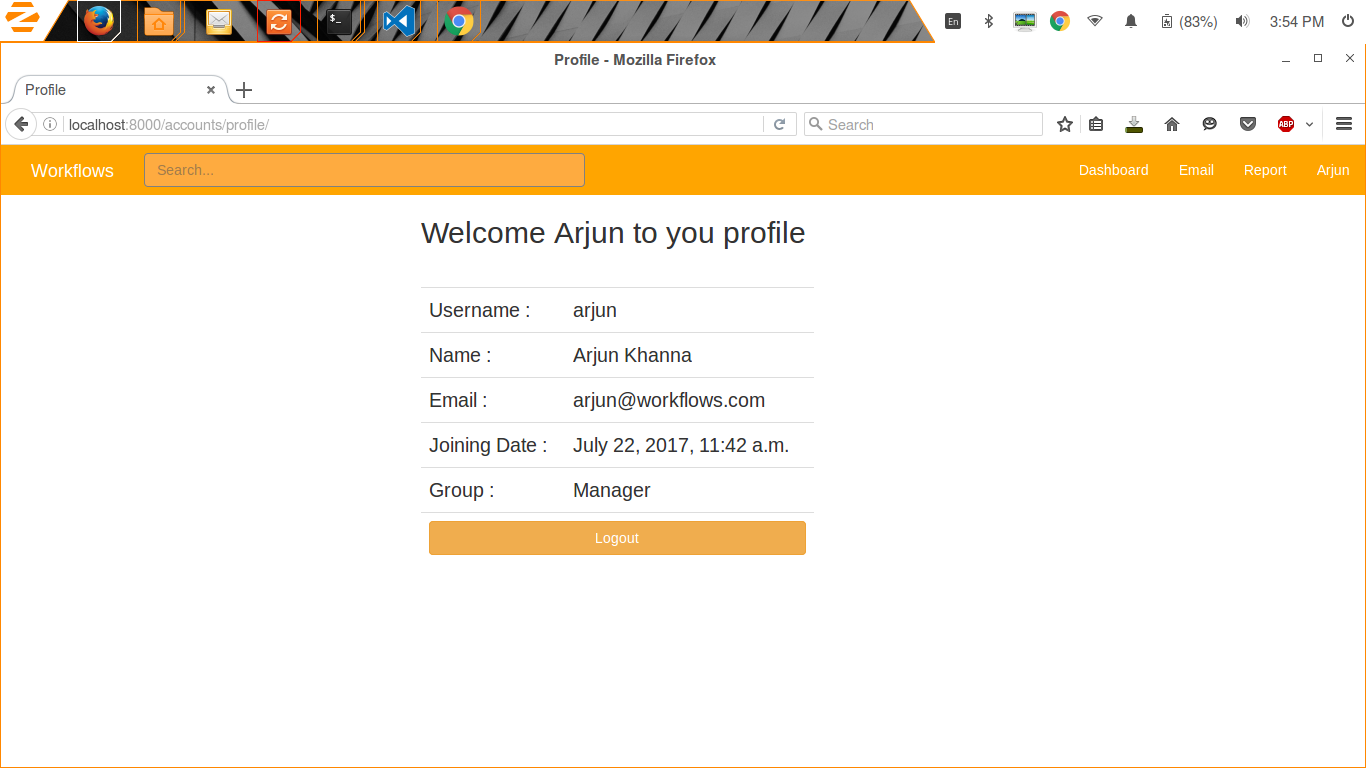 $_
En
(83%)
3:54 PM
Profile - Mozilla Firefox
Profile
localhost:8000/accounts/profile/
Search
ABP
Workflows
Search...
Dashboard
Email
Report
Arjun
Welcome Arjun to you profile
Username : arjun
Name : Arjun Khanna
Email : arjun@workflows.com
Joining Date : July 22, 2017, 11:42 a.m.
Group : Manager
Logout